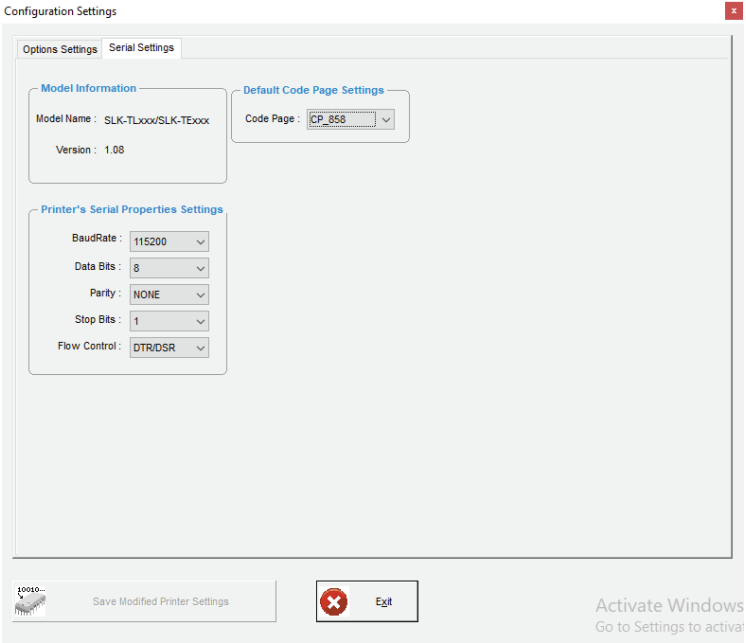 Configuration Settings
x
Options Settings
Serial Settings
Model Information
Model Name : SLK-TLxxx/SLK-TExxx
Version : 1.08
Default Code Page Settings
Code Page : CP_858
Printer's Serial Properties Settings
BaudRate : 115200
Data Bits : 8
Parity : NONE
Stop Bits : 1
Flow Control : DTR/DSR
10010...
Save Modified Printer Settings
Exit
Activate Windows
Go to Settings to activa